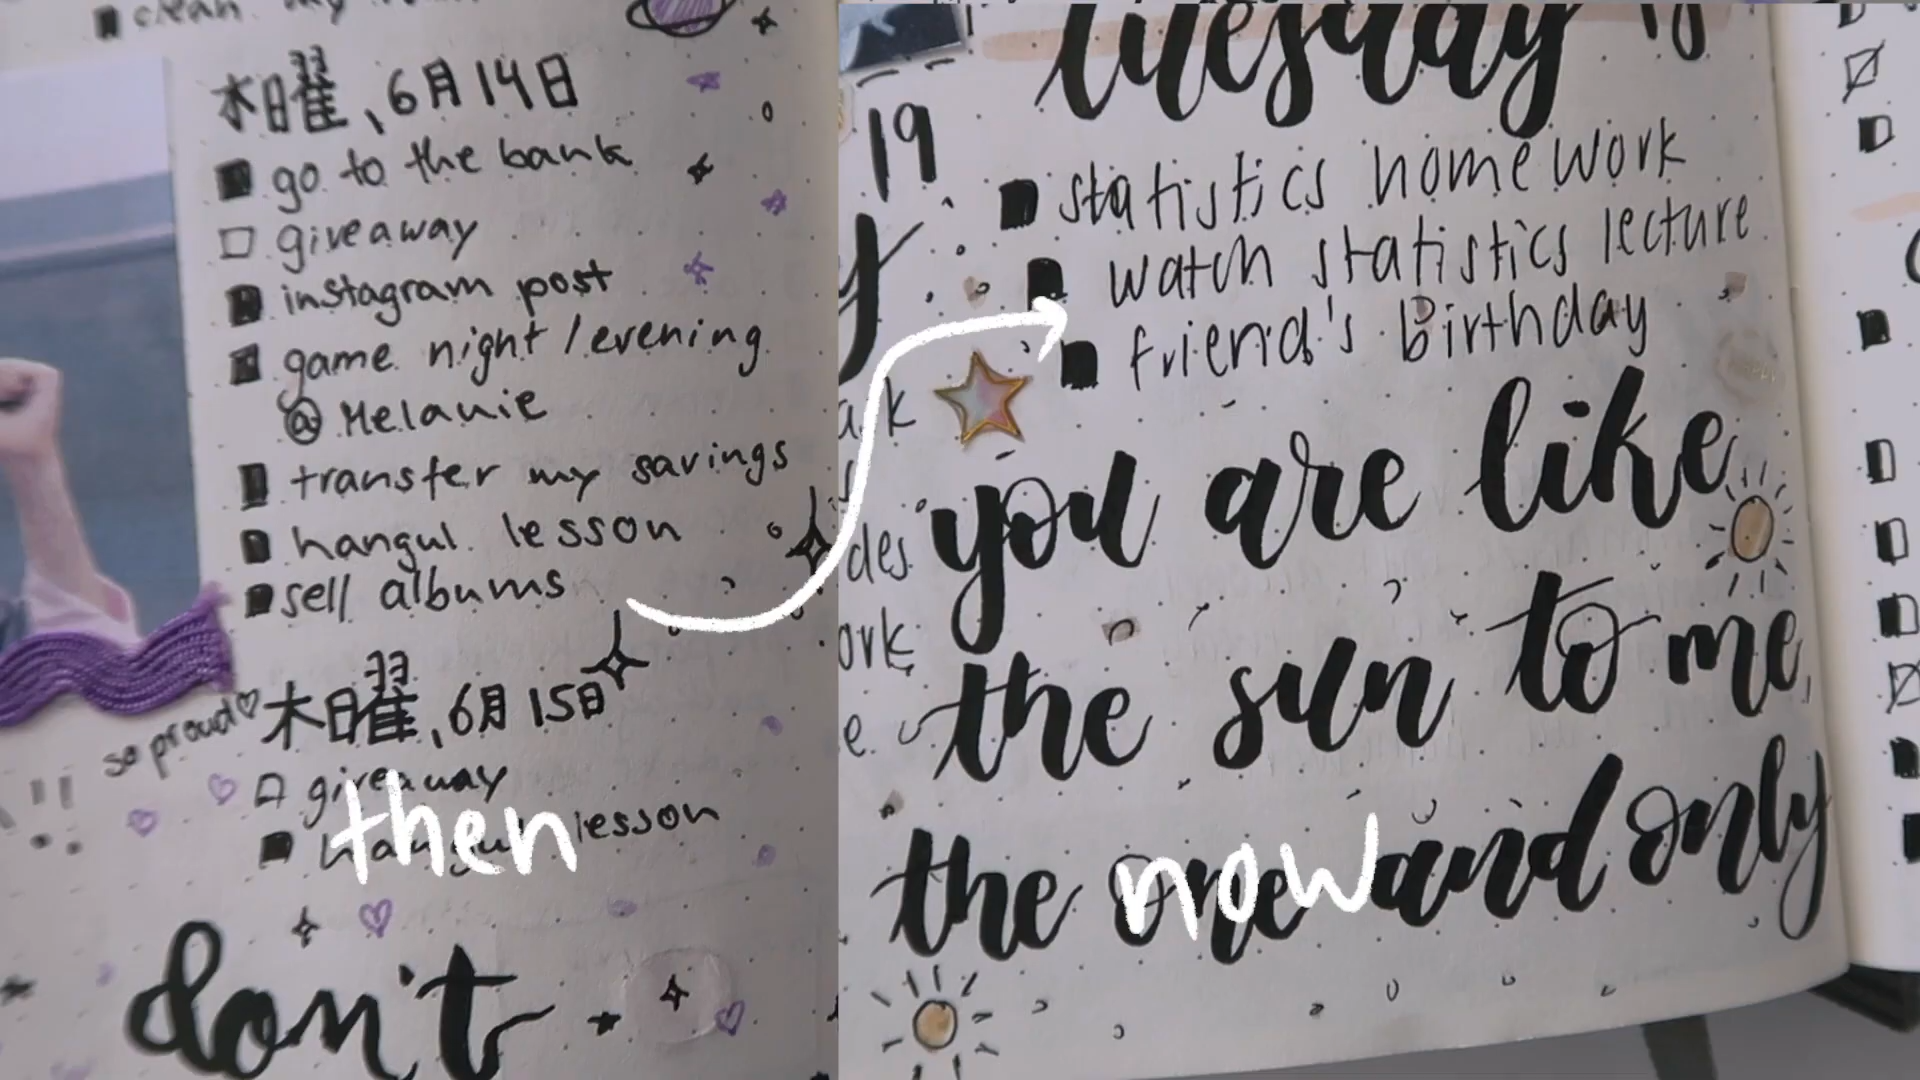 clean my
木曜、6月14日
go to the bank
giveaway
instagram post
game night / evening
@ Melanie
transfer my savings
hangul lesson
sell albums
so proud♡
木曜、6月15日
giveaway
hangul lesson
!!
then
don't
tuesday
19
statistics homework
watch statistics lecture
friend's birthday
you are like
the sun to me,
the one and only
now